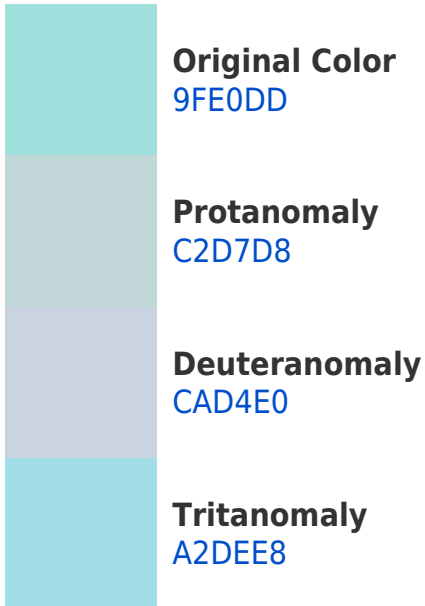 Original Color
9FE0DD
Protanomaly
C2D7D8
Deuteranomaly
CAD4E0
Tritanomaly
A2DEE8